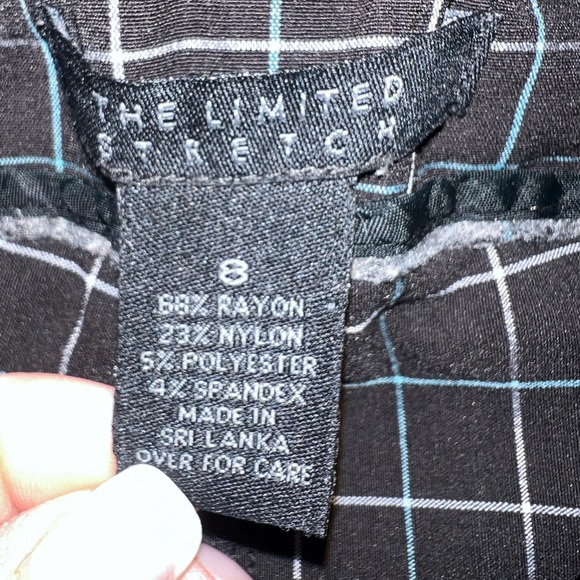 THE LIMITED
STRETCH
8
68% RAYON
23% NYLON
5% POLYESTER
4% SPANDEX
MADE IN
SRI LANKA
OVER FOR CARE